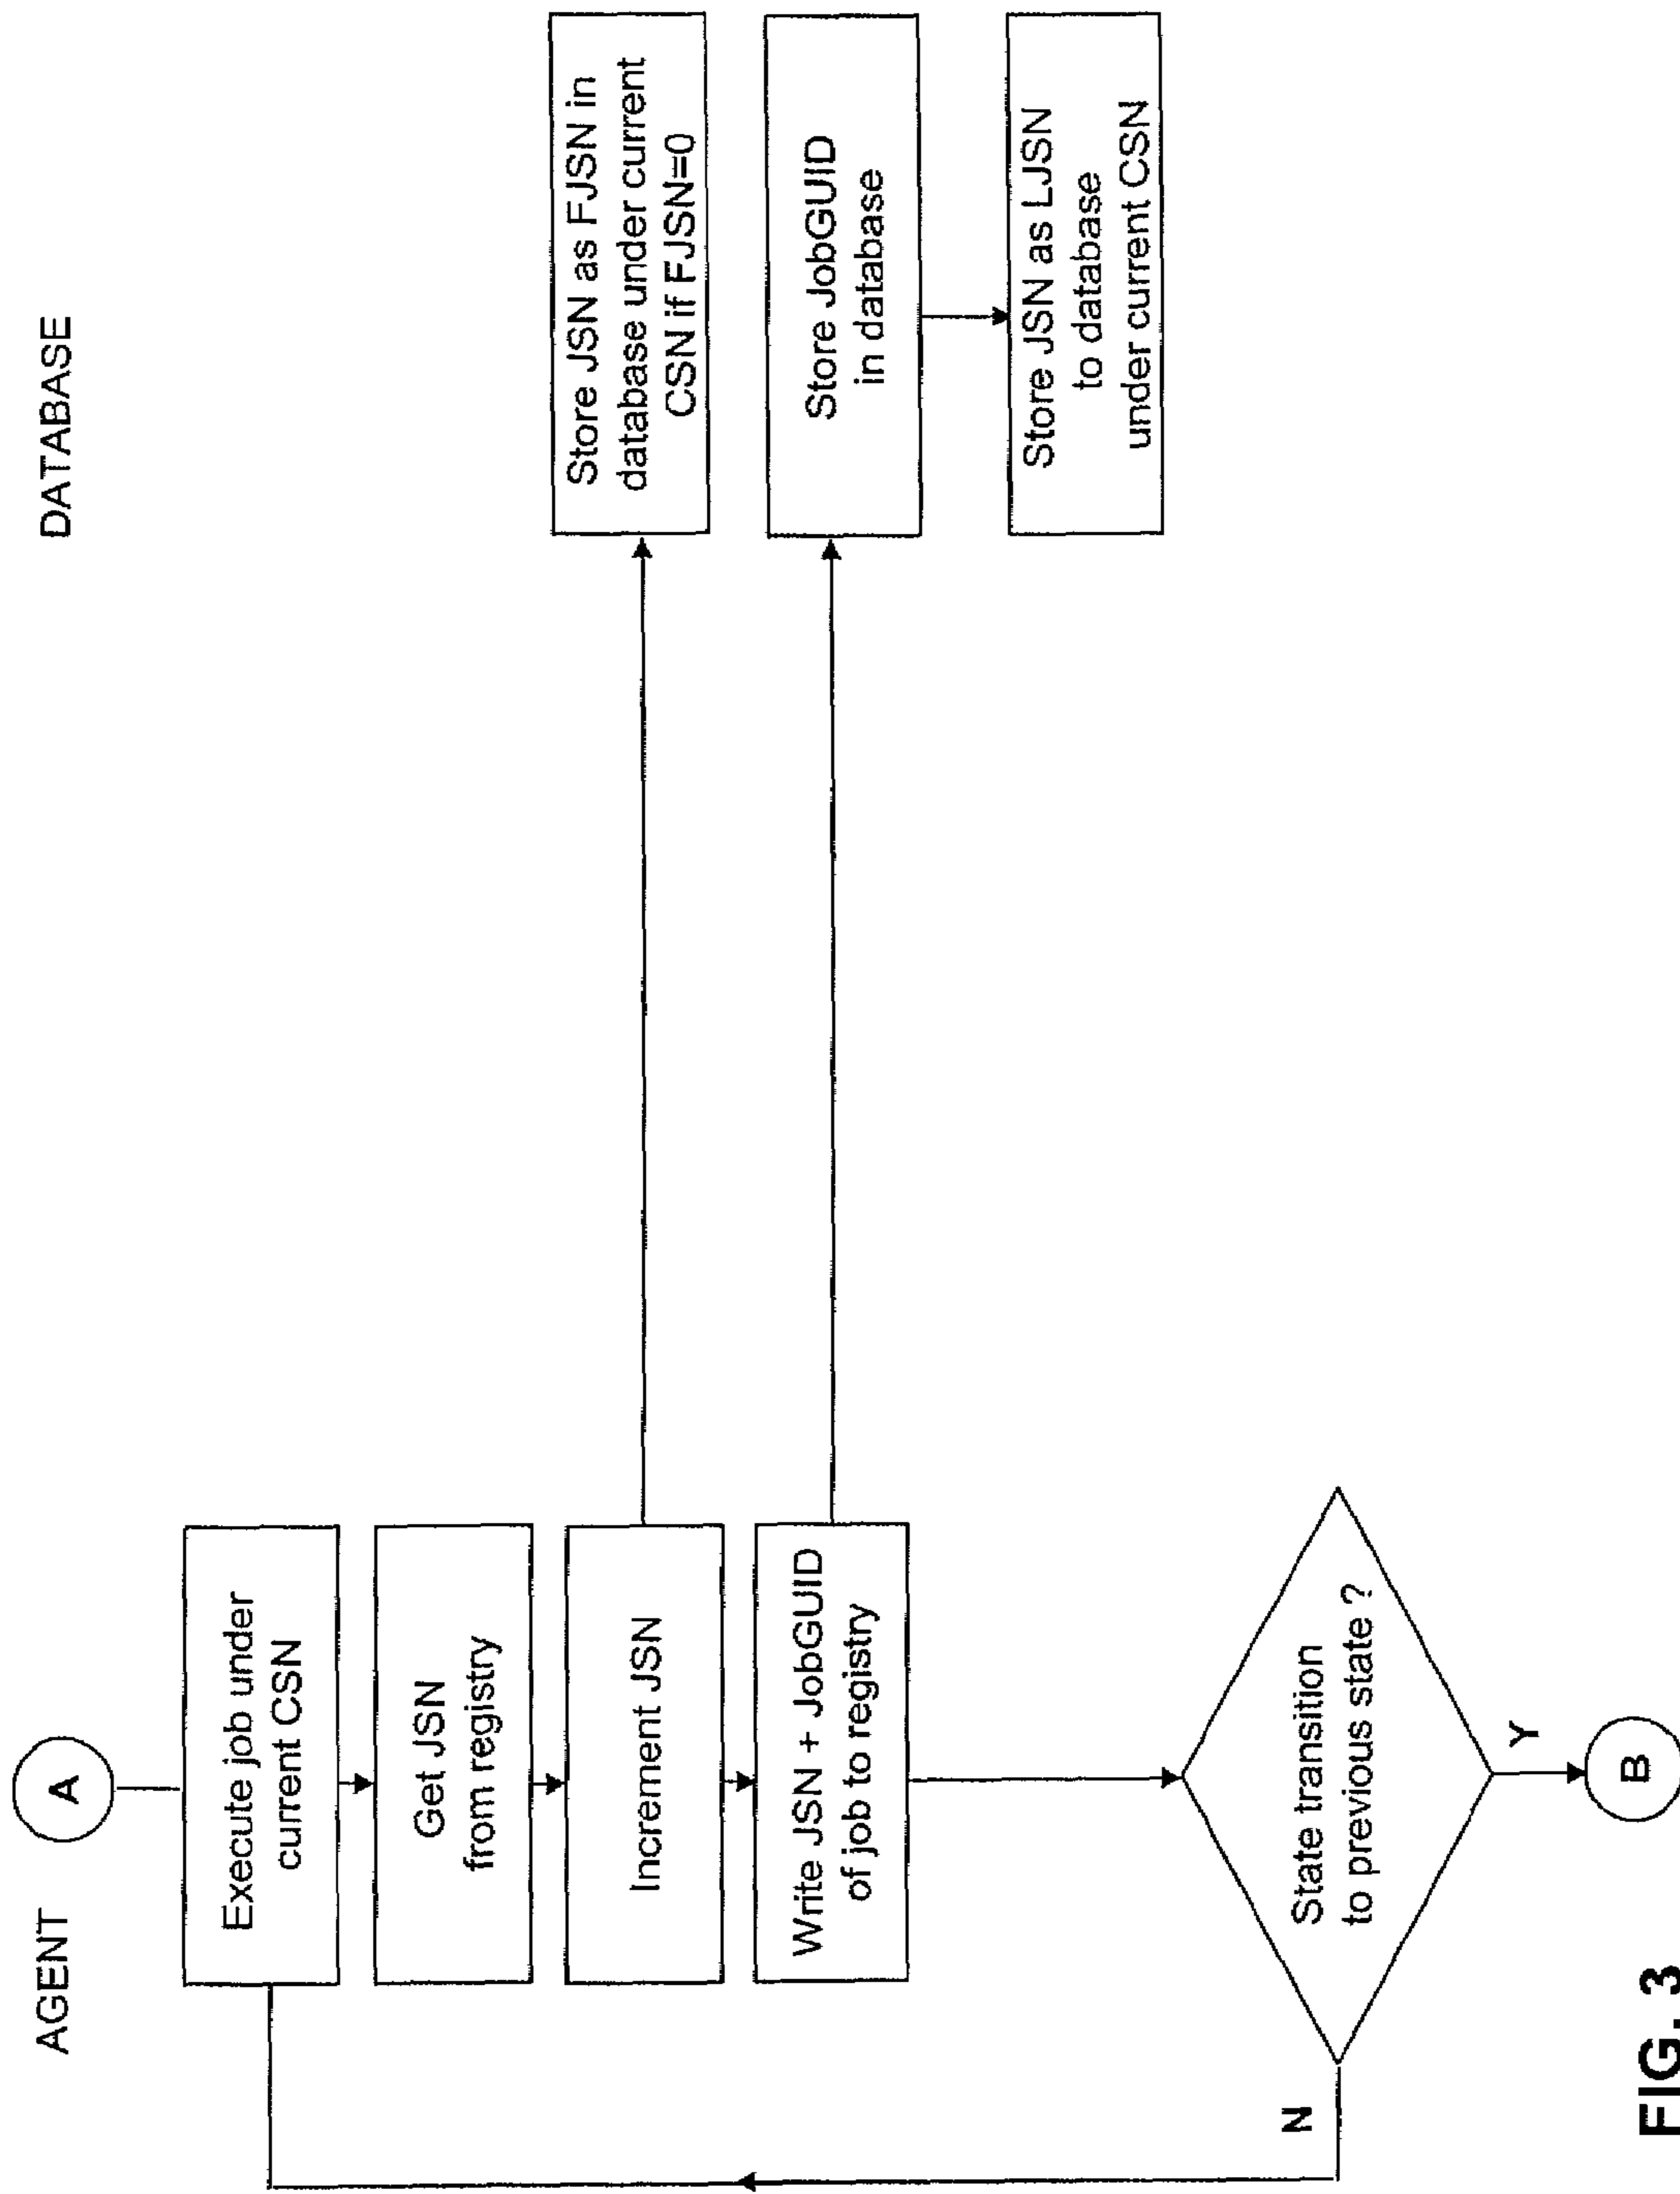 AGENT
DATABASE
A
Execute job under
current CSN
Get JSN
from registry
Increment JSN
Store JSN as FJSN in
database under current
CSN if FJSN=0
Write JSN + JobGUID
of job to registry
Store JobGUID
in database
Store JSN as LJSN
to database
under current CSN
State transition
to previous state ?
N
Y
B
FIG. 3